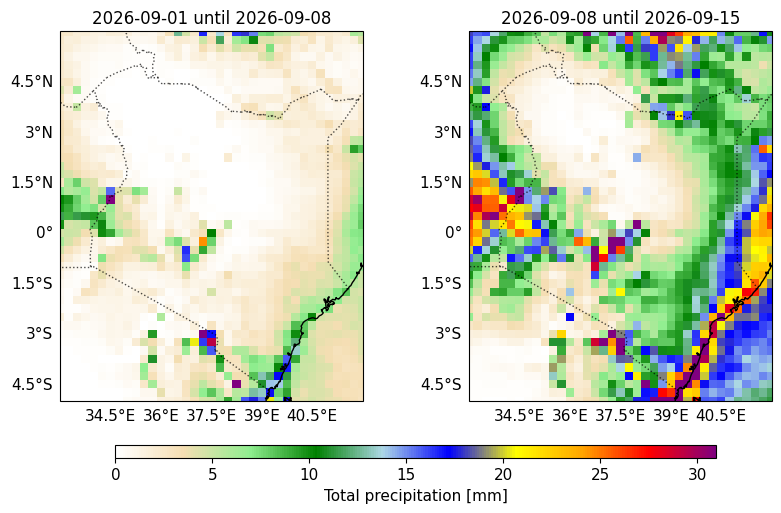 2026-09-01 until 2026-09-08 2026-09-08 until 2026-09-15
4.5°N 4.5°N
3°N 3°N
1.5°N 1.5°N
0° 0°
1.5°S 1.5°S
3°S 3°S
4.5°S 4.5°S
34.5°E 36°E 37.5°E 39°E 40.5°E 34.5°E 36°E 37.5°E 39°E 40.5°E
0 5 10 15 20 25 30
Total precipitation [mm]